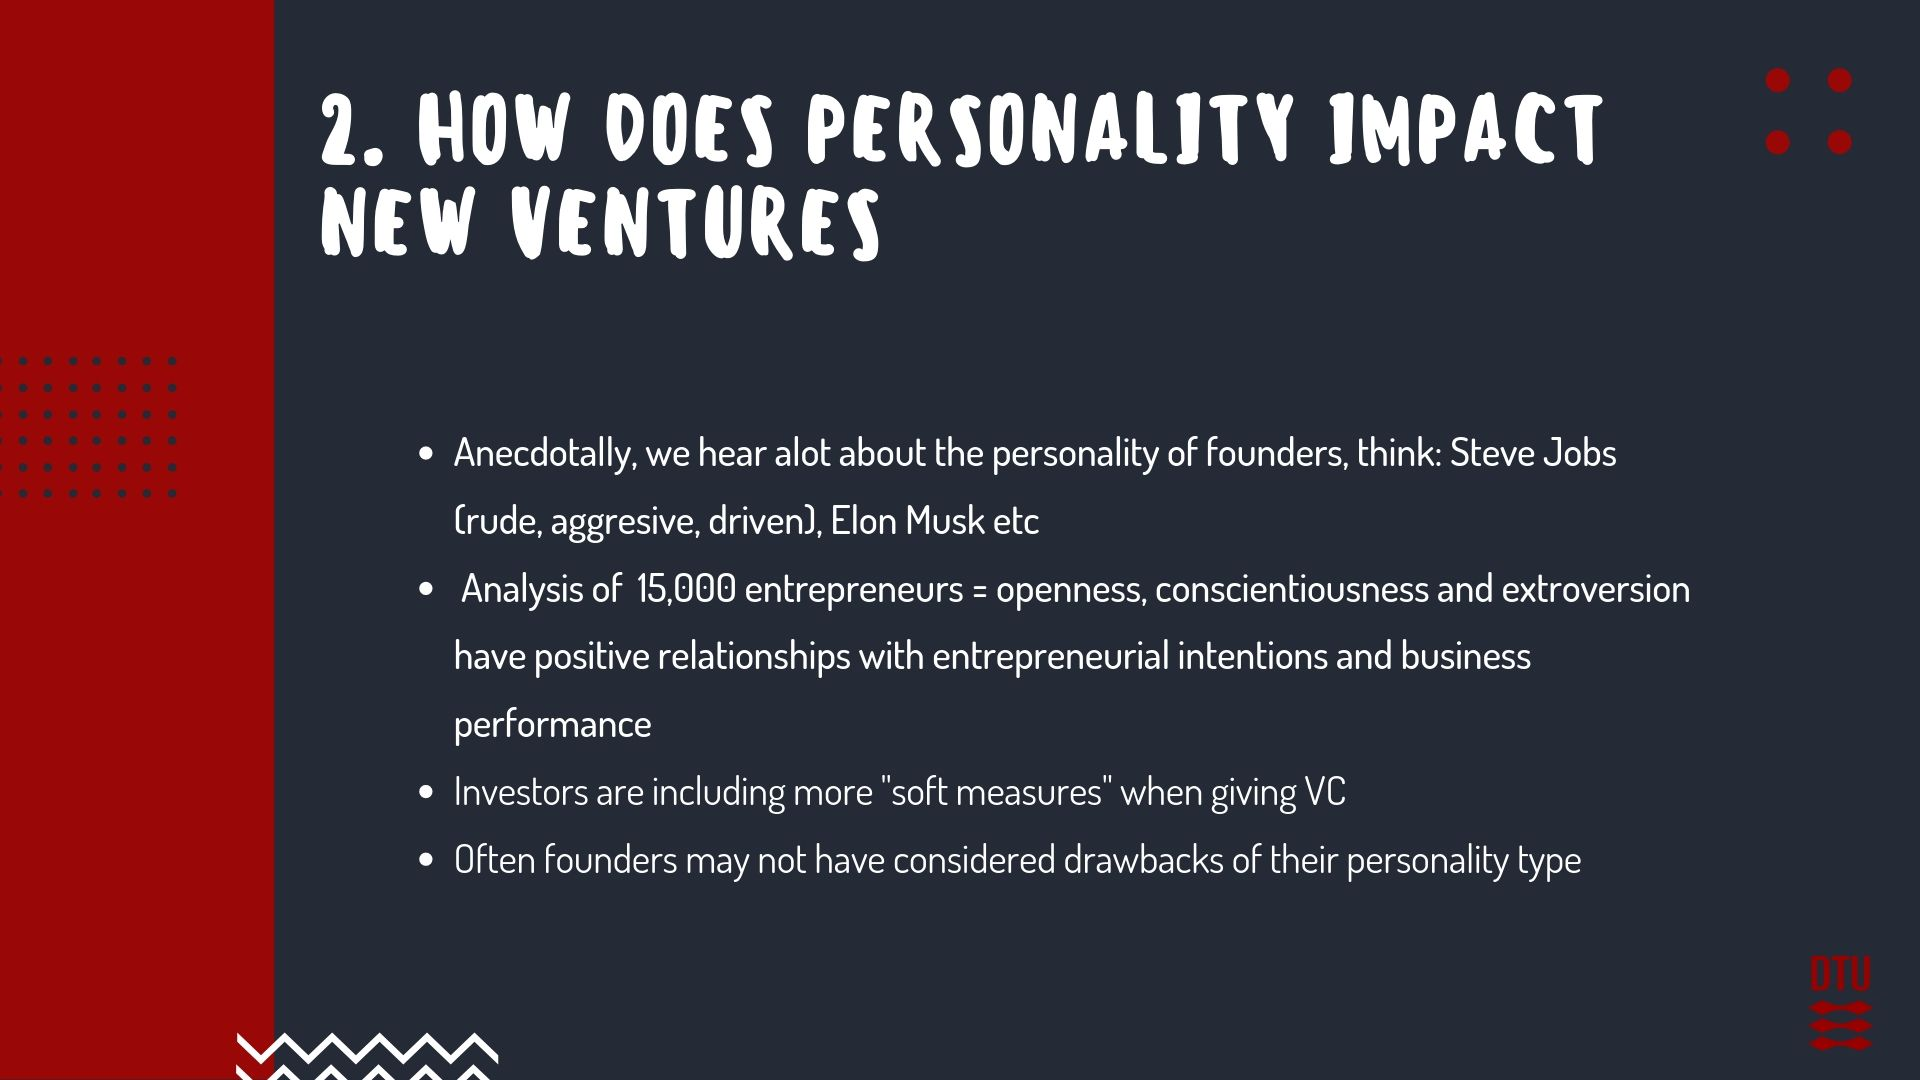 2. HOW DOES PERSONALITY IMPACT
NEW VENTURES
• Anecdotally, we hear alot about the personality of founders, think: Steve Jobs
(rude, aggresive, driven), Elon Musk etc
• Analysis of 15,000 entrepreneurs = openness, conscientiousness and extroversion
have positive relationships with entrepreneurial intentions and business
performance
• Investors are including more "soft measures" when giving VC
• Often founders may not have considered drawbacks of their personality type
DTU